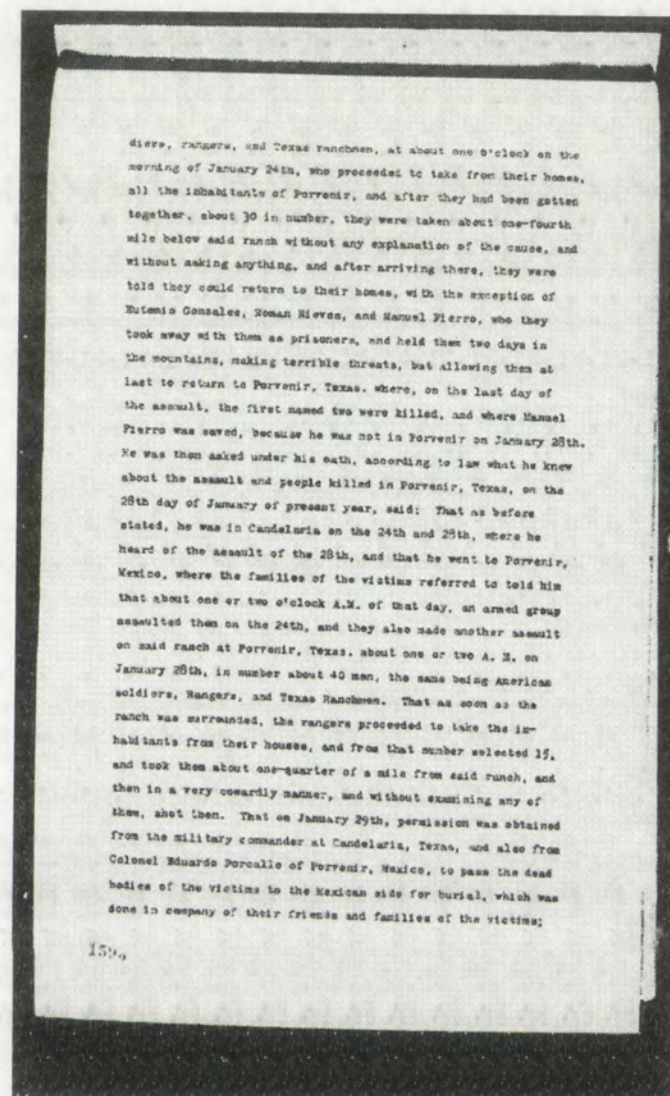 diers, rangers, and Texas ranchmen, at about one o'clock on the
morning of January 24th, who proceeded to take from their homes,
all the inhabitants of Porvenir, and after they had been gotten
together, about 30 in number, they were taken about one-fourth
mile below said ranch without any explanation of the cause, and
without making anything, and after arriving there, they were
told they could return to their homes, with the exception of
Eutemio Gonzales, Roman Nieves, and Manuel Fierro, who they
took away with them as prisoners, and held them two days in
the mountains, making terrible threats, but allowing them at
last to return to Porvenir, Texas. where, on the last day of
the assault, the first named two were killed, and where Manuel
Fierro was saved, because he was not in Porvenir on January 28th.
He was then asked under his oath, according to law what he knew
about the assault and people killed in Porvenir, Texas, on the
28th day of January of present year, said: That as before
stated, he was in Candelaria on the 24th and 28th, where he
heard of the assault of the 28th, and that he went to Porvenir,
Mexico, where the families of the victims referred to told him
that about one or two o'clock A.M. of that day, an armed group
assaulted them on the 24th, and they also made another assault
on said ranch at Porvenir, Texas. about one or two A. M. on
January 28th, in number about 40 men, the same being American
soldiers, Rangers, and Texas Ranchmen. That as soon as the
ranch was surrounded, the rangers proceeded to take the in-
habitants from their houses, and from that number selected 15,
and took them about one-quarter of a mile from said ranch, and
then in a very cowardly manner, and without examining any of
them, shot them. That on January 29th, permission was obtained
from the military commander at Candelaria, Texas, and also from
Colonel Eduardo Porcallo of Porvenir, Mexico, to pass the dead
bodies of the victims to the Mexican side for burial, which was
done in company of their friends and families of the victims;